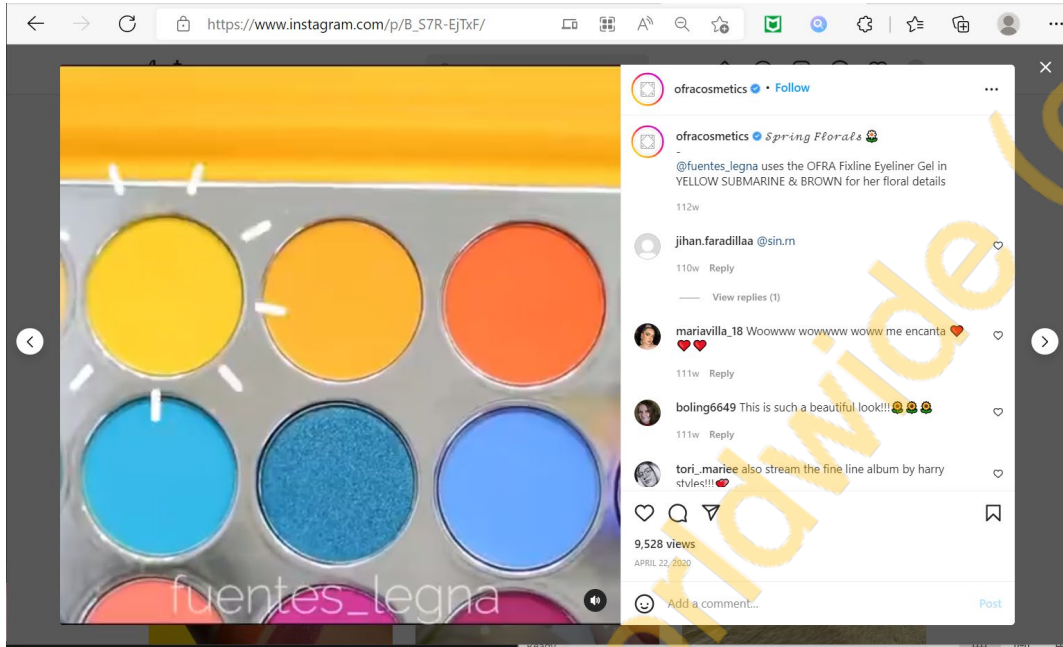 https://www.instagram.com/p/B_S7R-EjTxF/
ofracosmetics • Follow
ofracosmetics 𝓢𝓹𝓻𝓲𝓷𝓰 𝓕𝓵𝓸𝓻𝓪𝓵𝓼 🌻
-
@fuentes_legna uses the OFRA Fixline Eyeliner Gel in
YELLOW SUBMARINE & BROWN for her floral details
112w
jihan.faradillaa @sin.rn
110w Reply
View replies (1)
mariavilla_18 Woowww wowwww woww me encanta ❤️
❤️❤️
111w Reply
boling6649 This is such a beautiful look!!!🌻🌻🌻
111w Reply
tori_.mariee also stream the fine line album by harry
styles!!!
9,528 views
APRIL 22, 2020
Add a comment...
Post
fuentes_legna